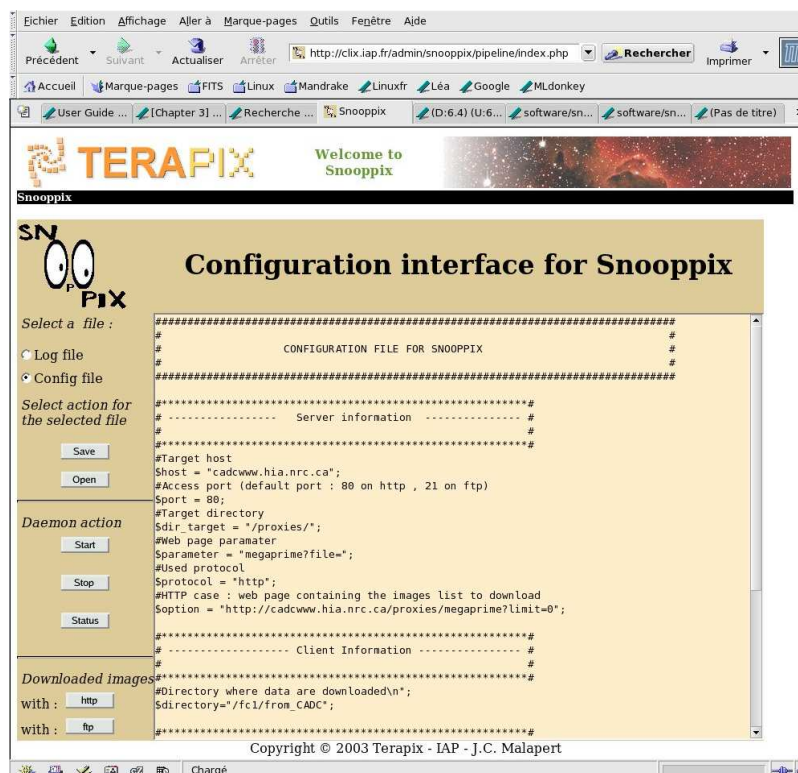 Fichier Edition Affichage Aller à Marque-pages Outils Fenêtre Aide
Précédent Suivant Actualiser Arrêter http://clix.iap.fr/admin/snooppix/pipeline/index.php Rechercher Imprimer
Accueil Marque-pages FITS Linux Mandrake Linuxfr Léa Google MLdonkey
User Guide ... [Chapter 3] ... Recherche ... Snooppix (D:6.4) (U:6... software/sn... software/sn... (Pas de titre)
TERAPIX
Welcome to
Snooppix
Snooppix
SNOOPPIX
Configuration interface for Snooppix
Select a file :
Log file
Config file
Select action for
the selected file
Save
Open
Daemon action
Start
Stop
Status
Downloaded images
with : http
with : ftp
#################################################################################
# #
# CONFIGURATION FILE FOR SNOOPPIX #
# #
#################################################################################
#*********************************************************#
# ----------------- Server information --------------- #
# #
#*********************************************************#
#Target host
$host = "cadcwww.hia.nrc.ca";
#Access port (default port : 80 on http , 21 on ftp)
$port = 80;
#Target directory
$dir_target = "/proxies/";
#Web page paramater
$parameter = "megaprime?file=";
#Used protocol
$protocol = "http";
#HTTP case : web page containing the images list to download
$option = "http://cadcwww.hia.nrc.ca/proxies/megaprime?limit=0";
#*********************************************************#
# ------------------- Client Information ---------------- #
# #
#*********************************************************#
#Directory where data are downloaded\n";
$directory="/fc1/from_CADC";
#*********************************************************#
Copyright © 2003 Terapix - IAP - J.C. Malapert
Chargé